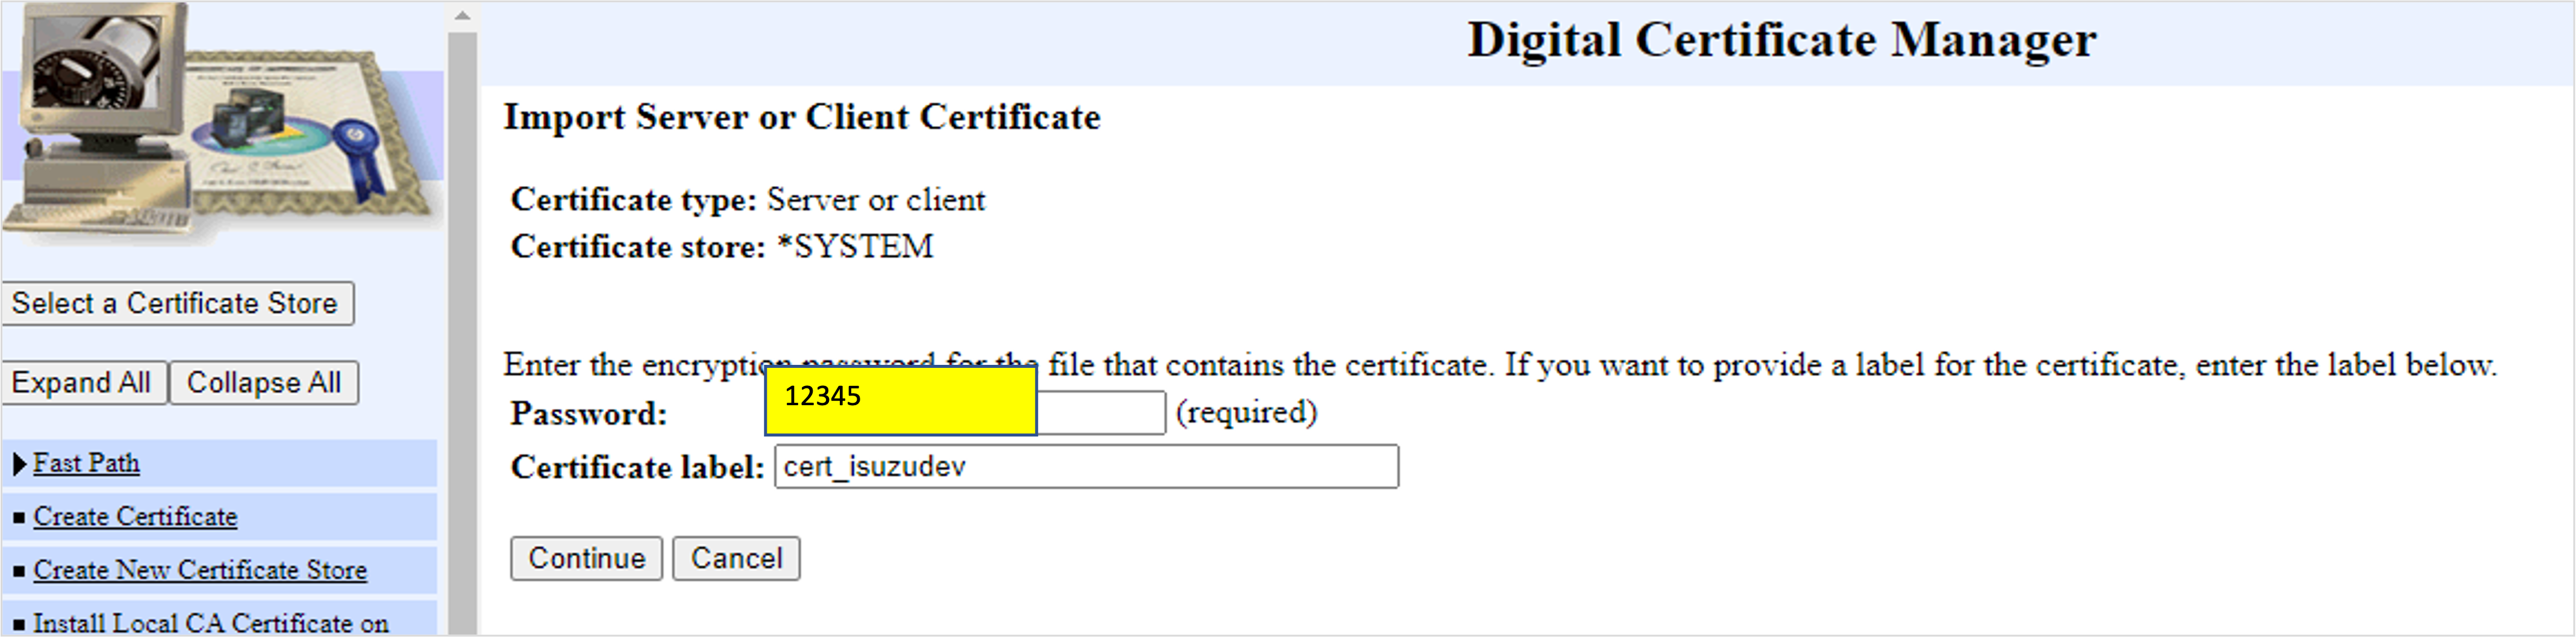 Digital Certificate Manager
Import Server or Client Certificate
Certificate type: Server or client
Certificate store: *SYSTEM
Select a Certificate Store
Expand All Collapse All
Enter the encryption password for the file that contains the certificate. If you want to provide a label for the certificate, enter the label below.
Password: 12345 (required)
Certificate label: cert_isuzudev
Continue Cancel
Fast Path
Create Certificate
Create New Certificate Store
Install Local CA Certificate on